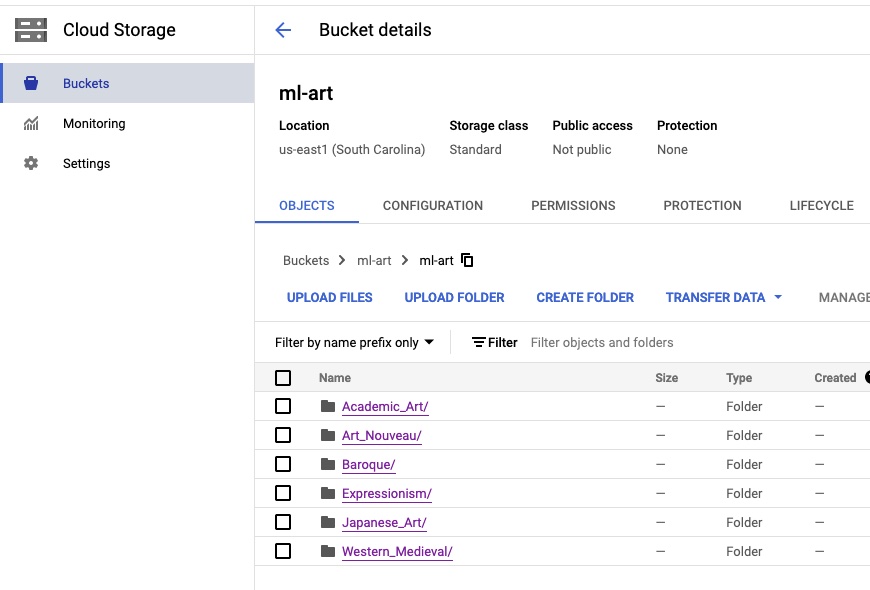 Cloud Storage
Bucket details
Buckets
Monitoring
Settings
ml-art
Location Storage class Public access Protection
us-east1 (South Carolina) Standard Not public None
OBJECTS CONFIGURATION PERMISSIONS PROTECTION LIFECYCLE
Buckets > ml-art > ml-art
UPLOAD FILES UPLOAD FOLDER CREATE FOLDER TRANSFER DATA MANAGE
Filter by name prefix only Filter Filter objects and folders
Name Size Type Created
Academic_Art/ — Folder —
Art_Nouveau/ — Folder —
Baroque/ — Folder —
Expressionism/ — Folder —
Japanese_Art/ — Folder —
Western_Medieval/ — Folder —